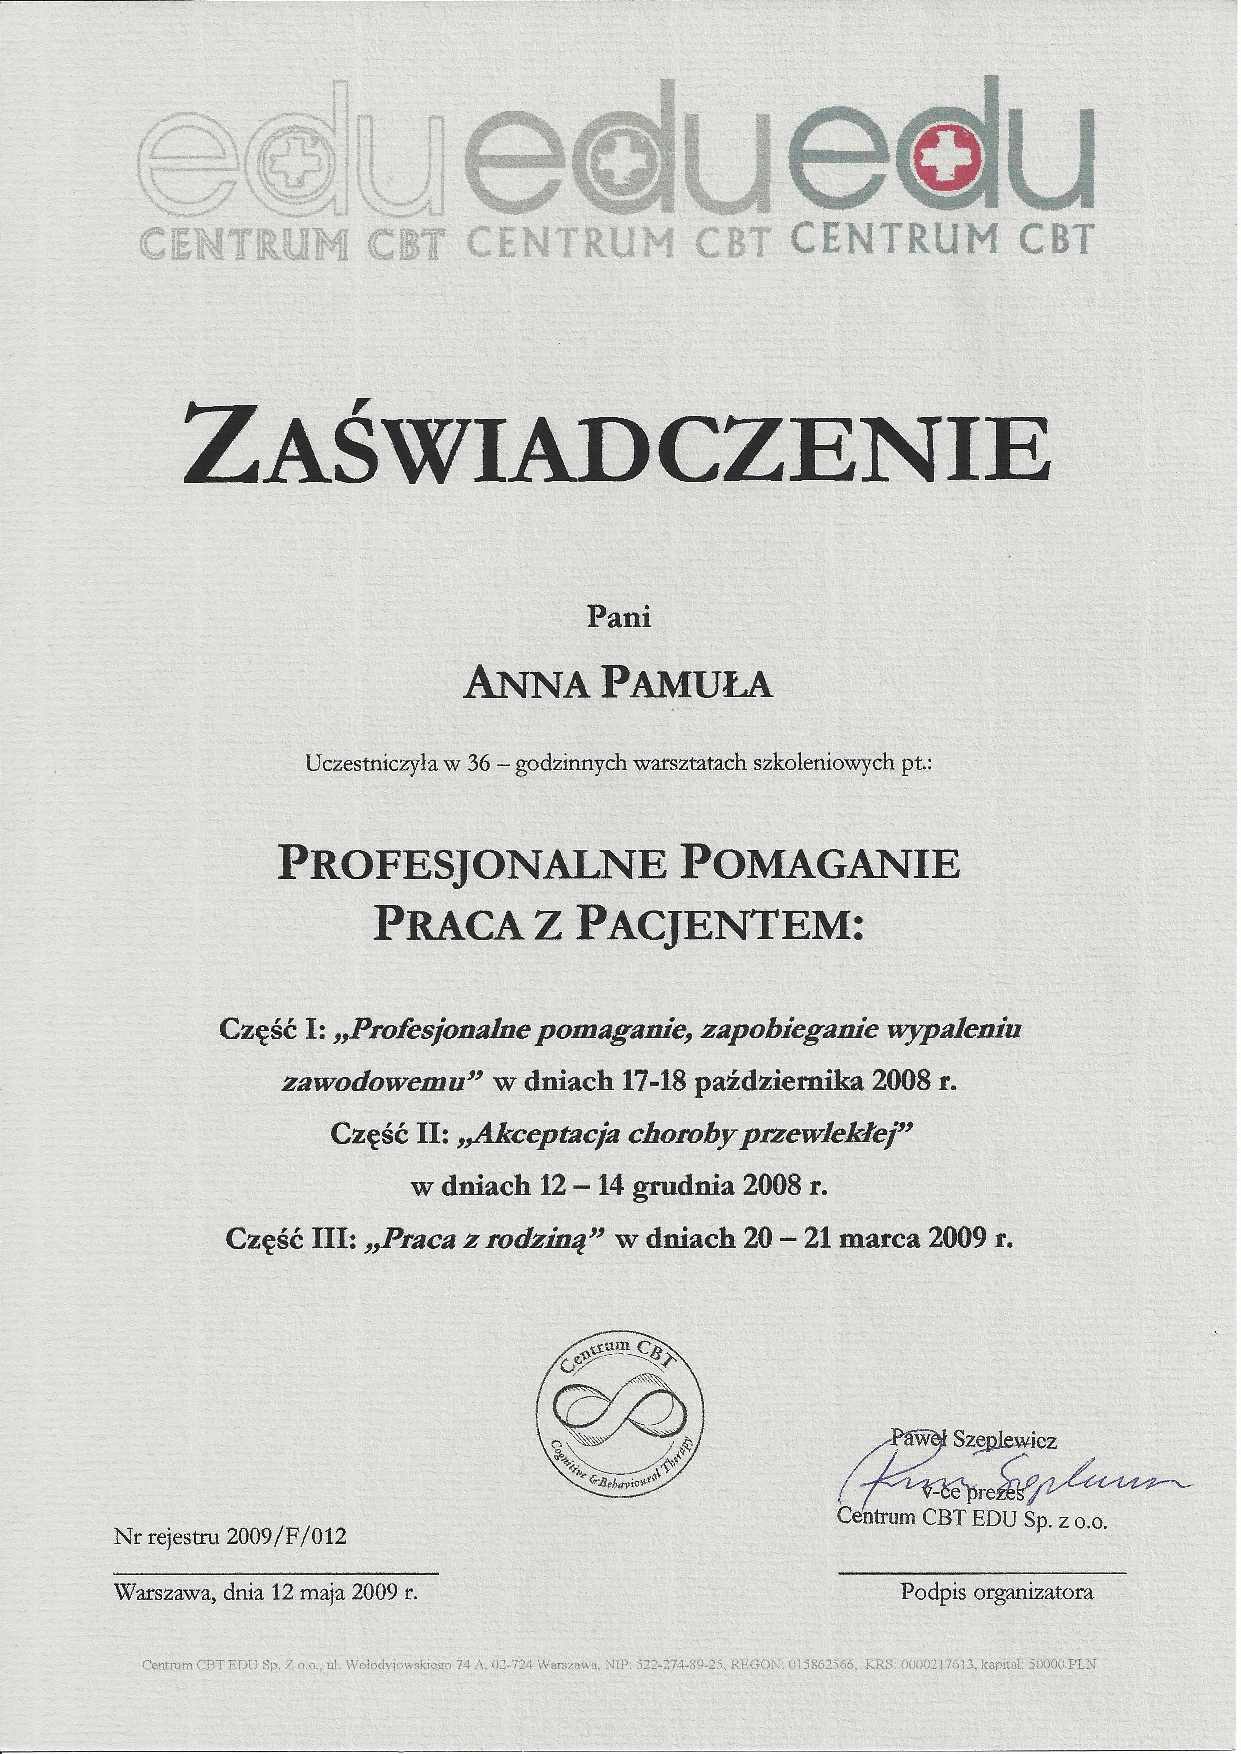 edu edu edu
CENTRUM CBT CENTRUM CBT CENTRUM CBT
ZAŚWIADCZENIE
Pani
ANNA PAMUŁA
Uczestniczyła w 36 – godzinnych warsztatach szkoleniowych pt.:
PROFESJONALNE POMAGANIE
PRACA Z PACJENTEM:
Część I: „Profesjonalne pomaganie, zapobieganie wypaleniu
zawodowemu” w dniach 17-18 października 2008 r.
Część II: „Akceptacja choroby przewlekłej”
w dniach 12 – 14 grudnia 2008 r.
Część III: „Praca z rodziną” w dniach 20 – 21 marca 2009 r.
Centrum CBT
Cognitive & Behavioural Therapy
Paweł Szeplewicz
v-ce prezes
Centrum CBT EDU Sp. z o.o.
Nr rejestru 2009/F/012
Warszawa, dnia 12 maja 2009 r.
Podpis organizatora
Centrum CBT EDU Sp. Z o.o., ul. Wołodyjowskiego 74 A, 02-724 Warszawa, NIP: 522-274-89-25, REGON: 015862566, KRS: 0000217613, kapitał: 50000 PLN